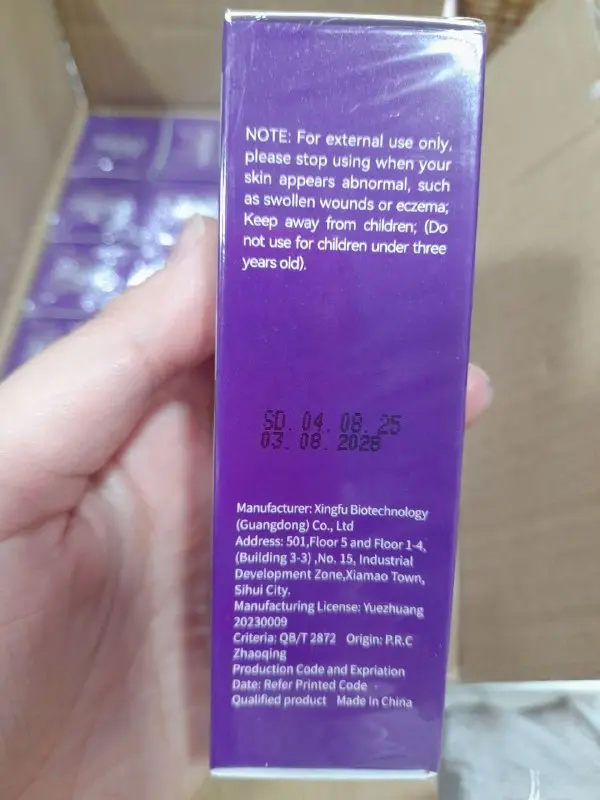 NOTE: For external use only,
please stop using when your
skin appears abnormal, such
as swollen wounds or eczema;
Keep away from children; (Do
not use for children under three
years old).
SD. 04. 08. 25
03. 08. 2028
Manufacturer: Xingfu Biotechnology
(Guangdong) Co., Ltd
Address: 501,Floor 5 and Floor 1-4,
(Building 3-3) ,No. 15, Industrial
Development Zone,Xiamao Town,
Sihui City.
Manufacturing License: Yuezhuang
20230009
Criteria: QB/T 2872 Origin: P.R.C
Zhaoqing
Production Code and Expriation
Date: Refer Printed Code
Qualified product Made In China